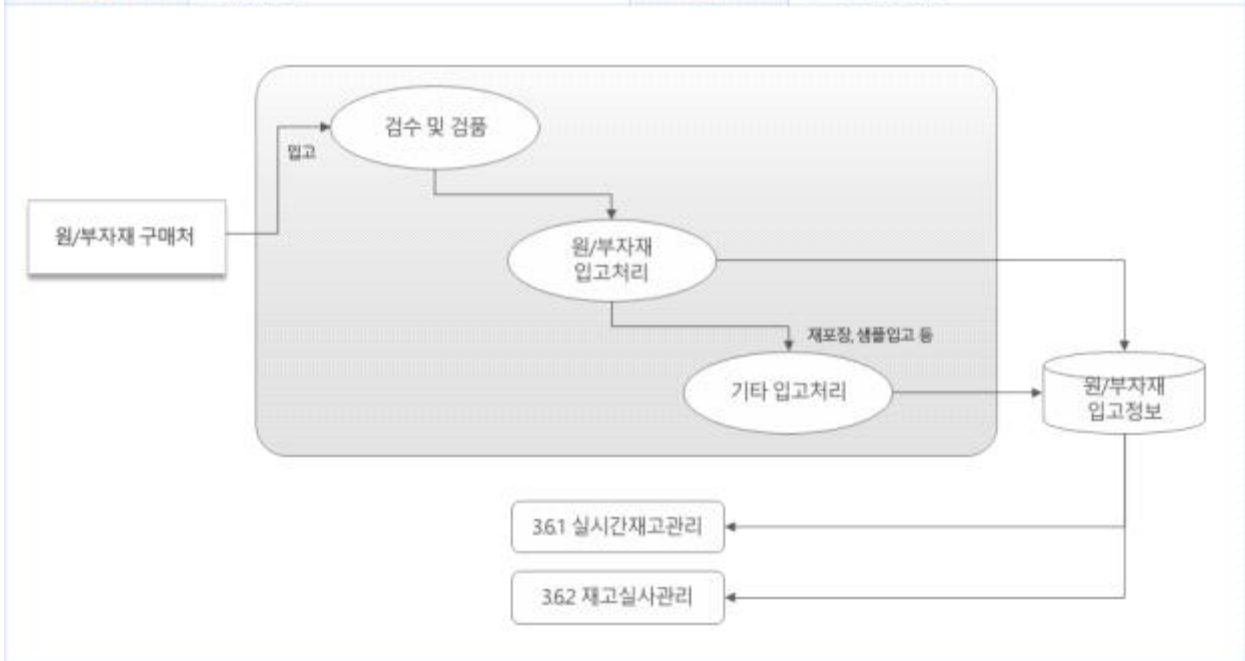 검수 및 검품
입고
원/부자재 구매처
원/부자재
입고처리
재포장, 샘플입고 등
기타 입고처리
원/부자재
입고정보
3.6.1 실시간재고관리
3.6.2 재고실사관리